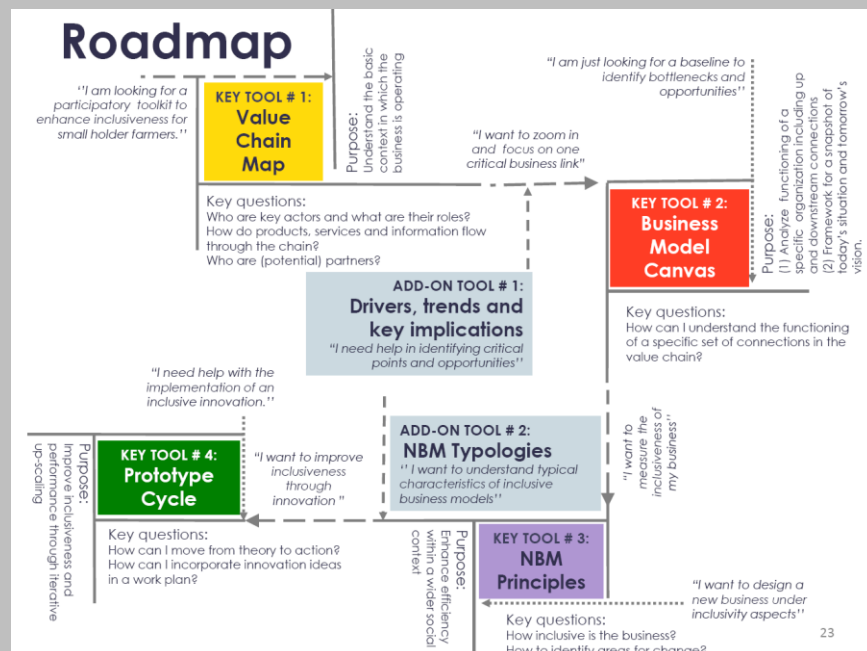 Roadmap
‘’I am looking for a
participatory toolkit to
enhance inclusiveness for
small holder farmers.’’
KEY TOOL # 1:
Value
Chain
Map
Purpose:
Understand the basic
context in which the
business is operating
“I am just looking for a baseline to
identify bottlenecks and
opportunities’’
“I want to zoom in
and focus on one
critical business link”
Key questions:
Who are key actors and what are their roles?
How do products, services and information flow
through the chain?
Who are (potential) partners?
KEY TOOL # 2:
Business
Model
Canvas
Purpose:
(1) Analyze functioning of a
specific organization including up
and downstream connections
(2) Framework for a snapshot of
today’s situation and tomorrow’s
vision.
Key questions:
How can I understand the functioning
of a specific set of connections in the
value chain?
ADD-ON TOOL # 1:
Drivers, trends and
key implications
“I need help in identifying critical
points and opportunities’’
“I need help with the
implementation of an
inclusive innovation.’’
“I want to
measure the
inclusiveness of
my business”
ADD-ON TOOL # 2:
NBM Typologies
‘’ I want to understand typical
characteristics of inclusive
business models’’
Purpose:
Improve inclusiveness and
performance through iterative
up-scaling
KEY TOOL # 4:
Prototype
Cycle
“I want to improve
inclusiveness
through
innovation ”
Key questions:
How can I move from theory to action?
How can I incorporate innovation ideas
in a work plan?
Purpose:
Enhance efficiency
within a wider social
context
KEY TOOL # 3:
NBM
Principles
“I want to design a
new business under
inclusivity aspects’’
Key questions:
How inclusive is the business?
How to identify areas for change?
23